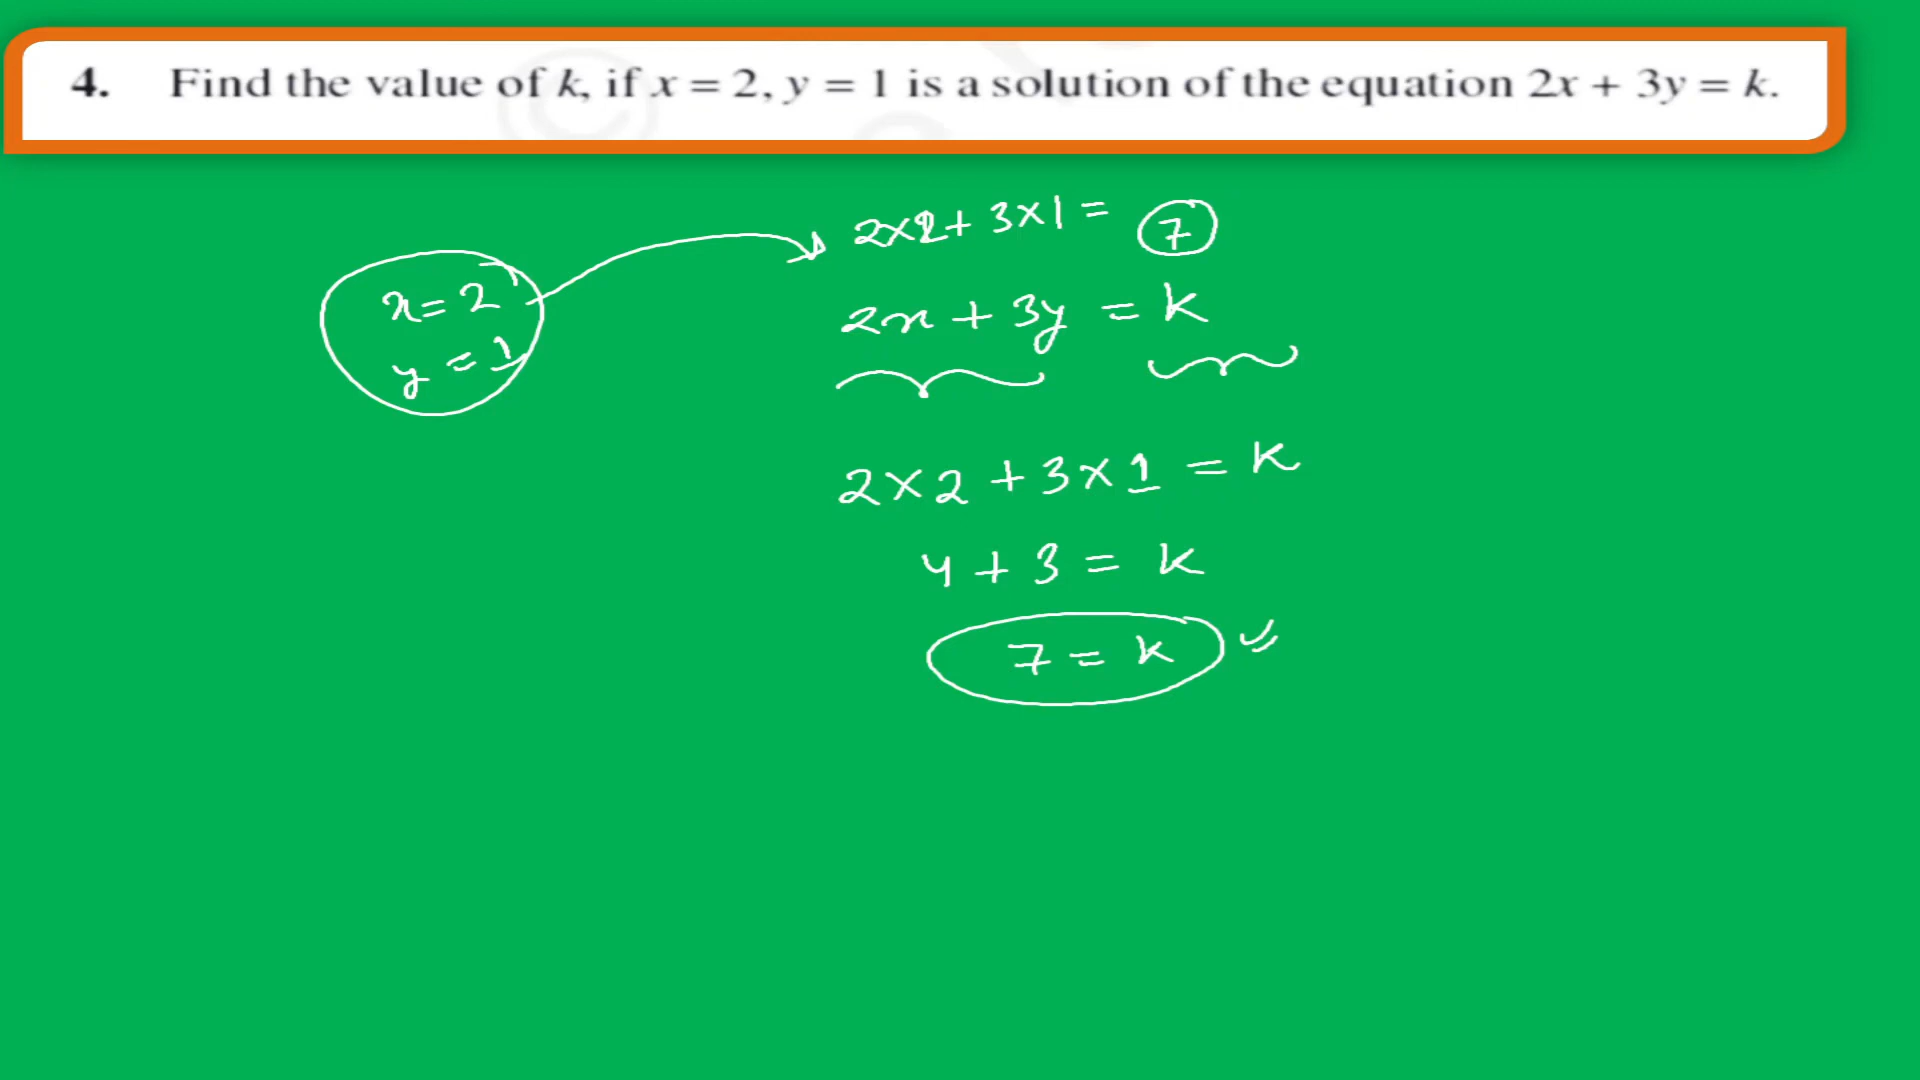 4. Find the value of k, if x = 2, y = 1 is a solution of the equation 2x + 3y = k.
2×2+ 3×1 = 7
x = 2
y = 1
2x + 3y = k
2×2 + 3×1 = k
4 + 3 = k
7 = k